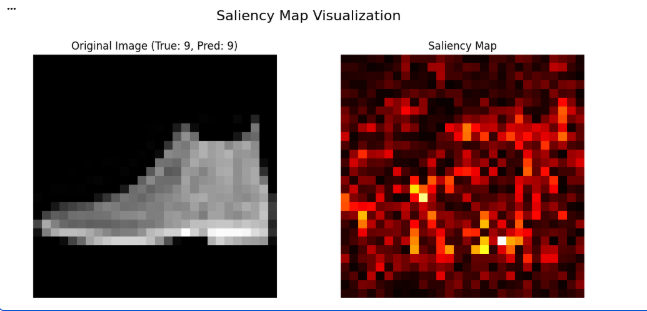 ...
Saliency Map Visualization
Original Image (True: 9, Pred: 9)
Saliency Map